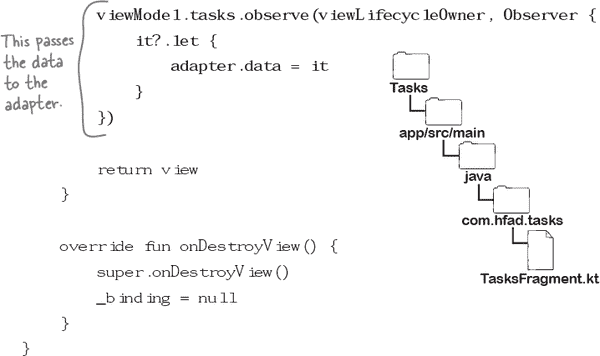 This passes
the data
to the
adapter.
viewModel.tasks.observe(viewLifecycleOwner, Observer {
it?.let {
adapter.data = it
}
})
return view
}
override fun onDestroyView() {
super.onDestroyView()
_binding = null
}
}
Tasks
app/src/main
java
com.hfad.tasks
TasksFragment.kt